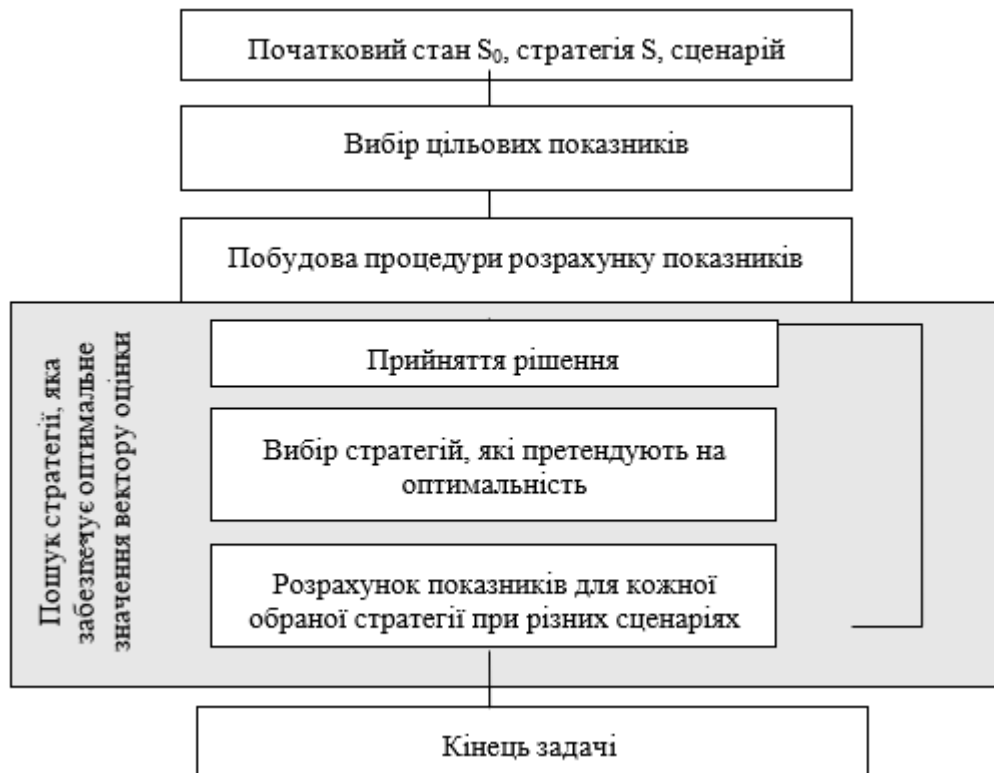 Початковий стан S₀, стратегія S, сценарій
Вибір цільових показників
Побудова процедури розрахунку показників
Пошук стратегії, яка
забезпечує оптимальне
значення вектору оцінки
Прийняття рішення
Вибір стратегій, які претендують на
оптимальність
Розрахунок показників для кожної
обраної стратегії при різних сценаріях
Кінець задачі